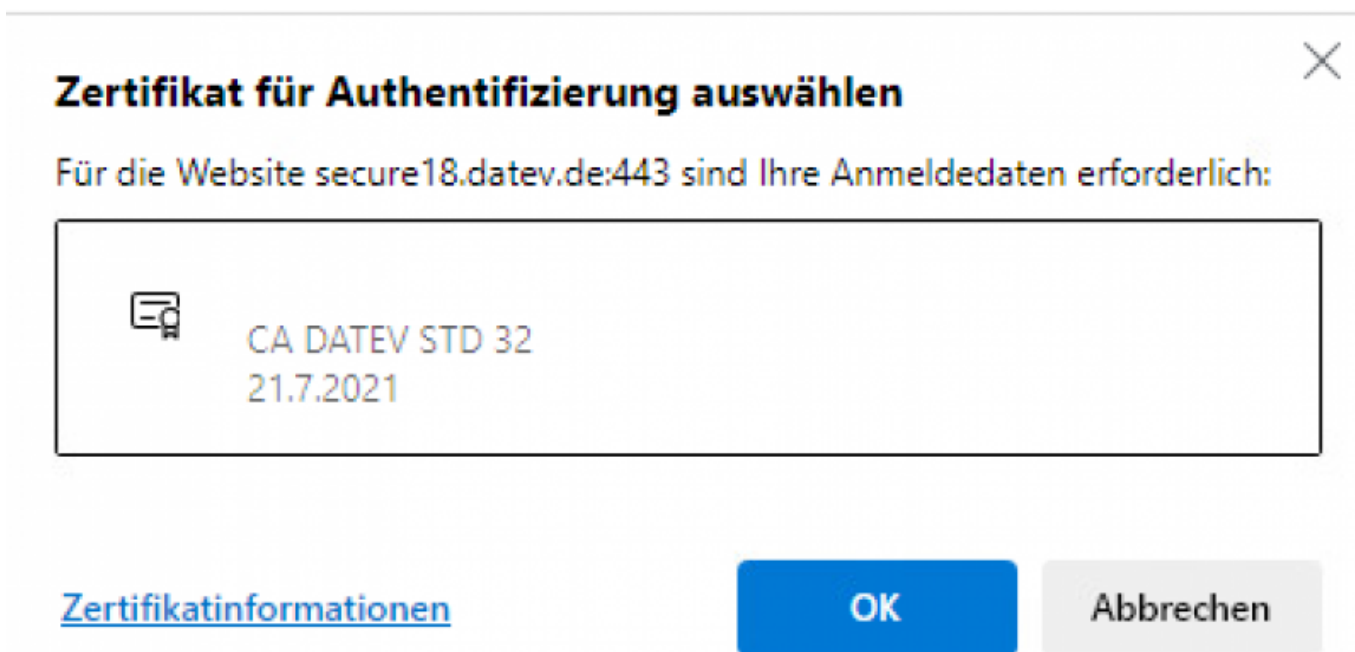 Zertifikat für Authentifizierung auswählen
Für die Website secure18.datev.de:443 sind Ihre Anmeldedaten erforderlich:
CA DATEV STD 32
21.7.2021
Zertifikatinformationen
OK
Abbrechen